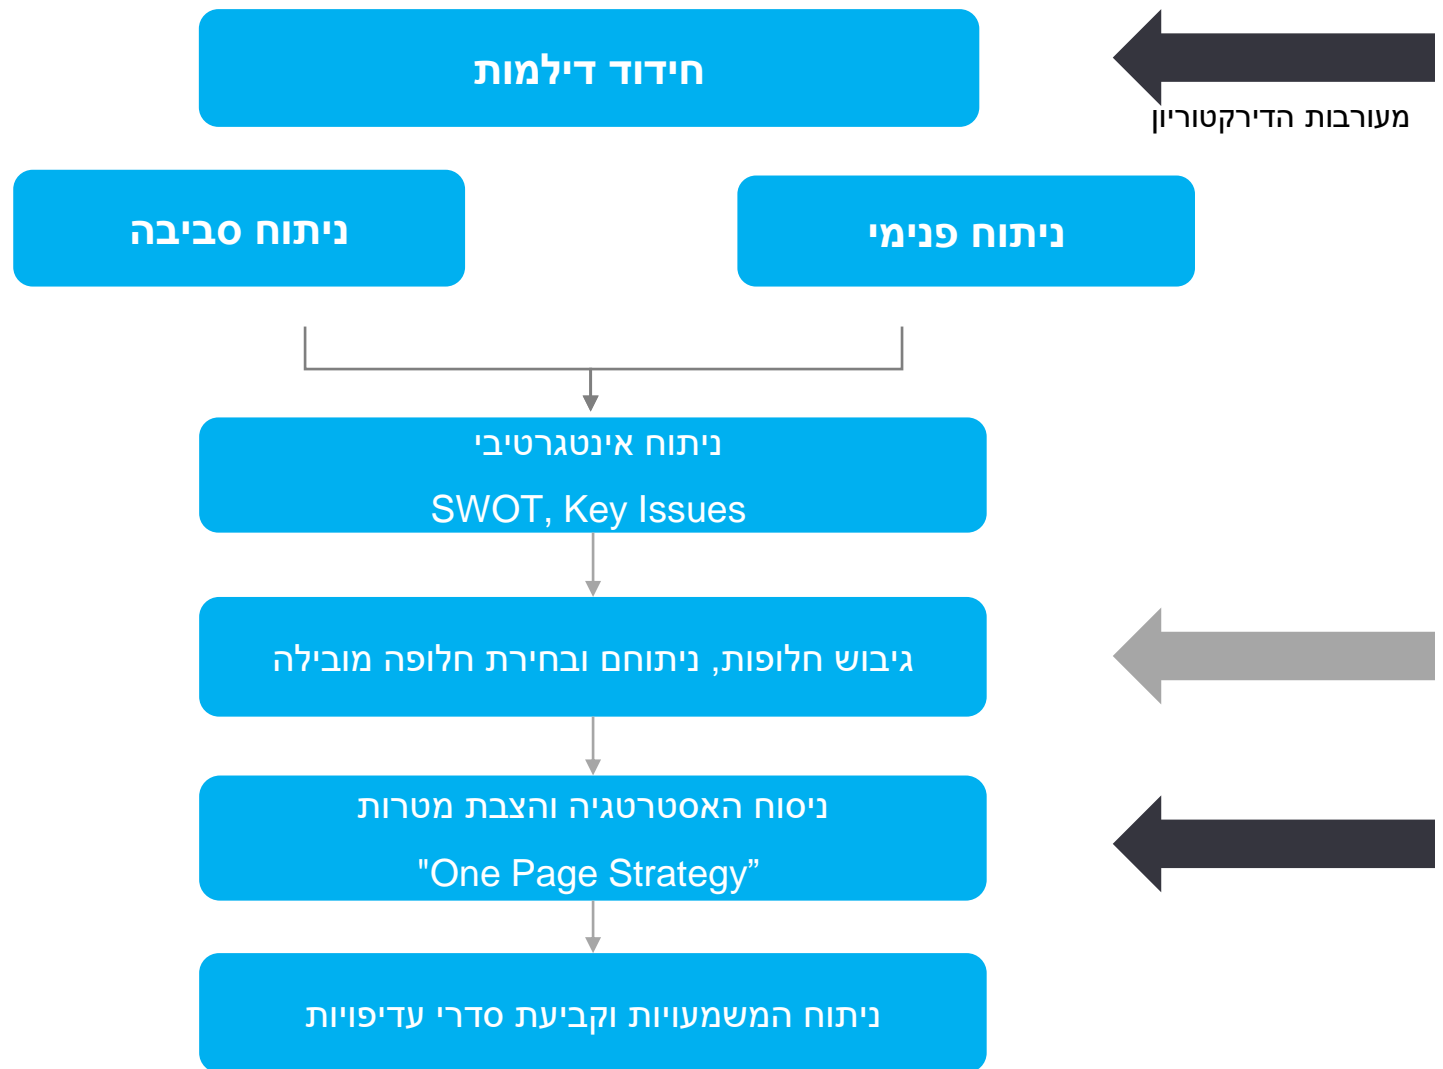 חידוד דילמות
מעורבות הדירקטוריון
ניתוח פנימי
ניתוח סביבה
ניתוח אינטגרטיבי
SWOT, Key Issues
גיבוש חלופות, ניתוחם ובחירת חלופה מובילה
ניסוח האסטרטגיה והצבת מטרות
"One Page Strategy”
ניתוח המשמעויות וקביעת סדרי עדיפויות